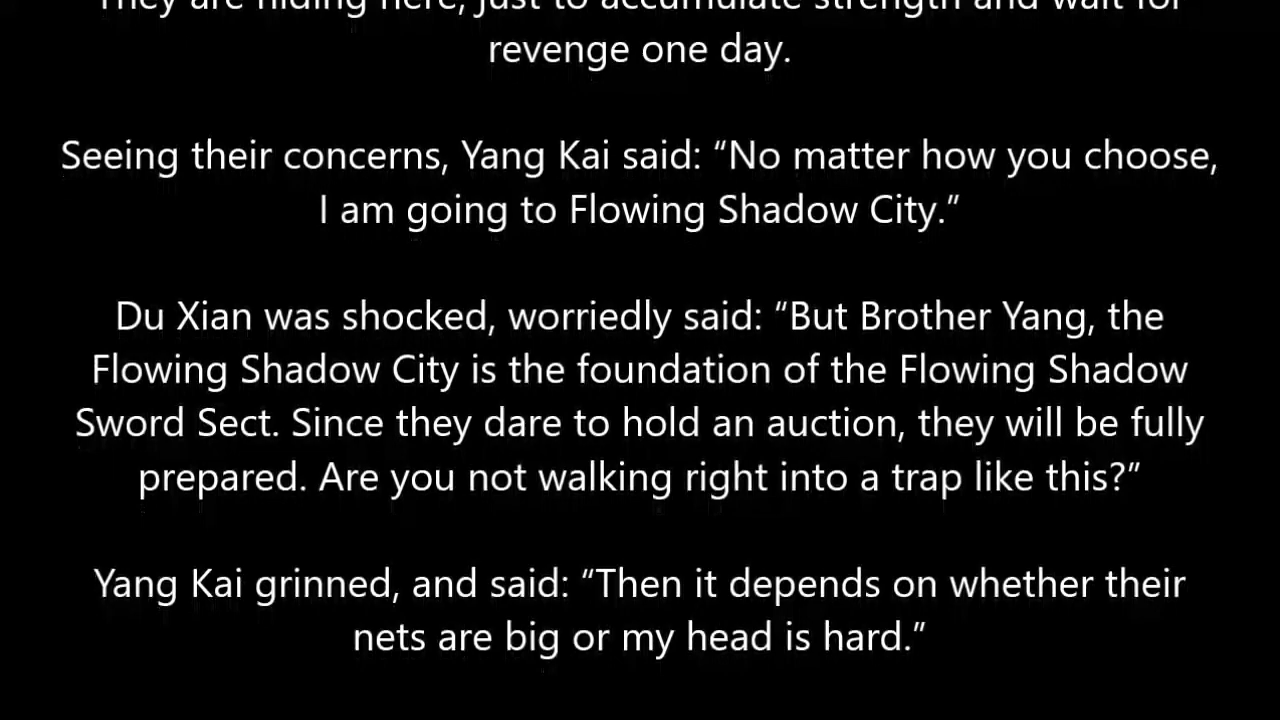 They are hiding here, just to accumulate strength and wait for
revenge one day.
Seeing their concerns, Yang Kai said: “No matter how you choose,
I am going to Flowing Shadow City.”
Du Xian was shocked, worriedly said: “But Brother Yang, the
Flowing Shadow City is the foundation of the Flowing Shadow
Sword Sect. Since they dare to hold an auction, they will be fully
prepared. Are you not walking right into a trap like this?”
Yang Kai grinned, and said: “Then it depends on whether their
nets are big or my head is hard.”